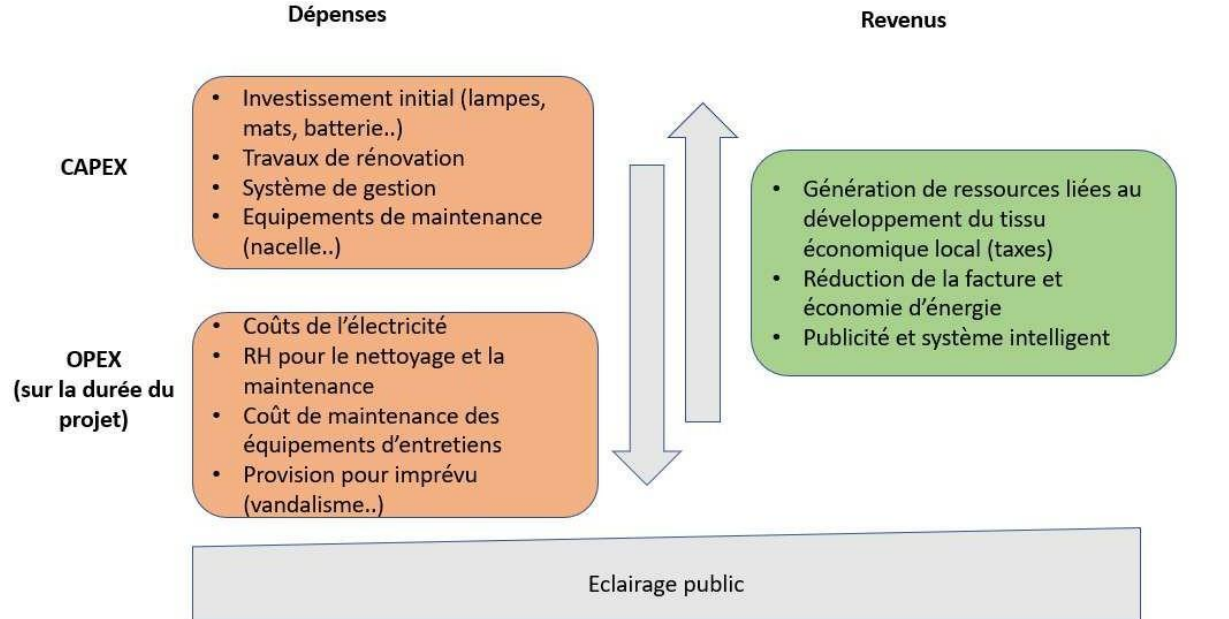 Dépenses
Revenus
CAPEX
• Investissement initial (lampes,
mats, batterie..)
• Travaux de rénovation
• Système de gestion
• Equipements de maintenance
(nacelle..)
OPEX
(sur la durée du
projet)
• Coûts de l'électricité
• RH pour le nettoyage et la
maintenance
• Coût de maintenance des
équipements d'entretiens
• Provision pour imprévu
(vandalisme..)
• Génération de ressources liées au
développement du tissu
économique local (taxes)
• Réduction de la facture et
économie d'énergie
• Publicité et système intelligent
Eclairage public